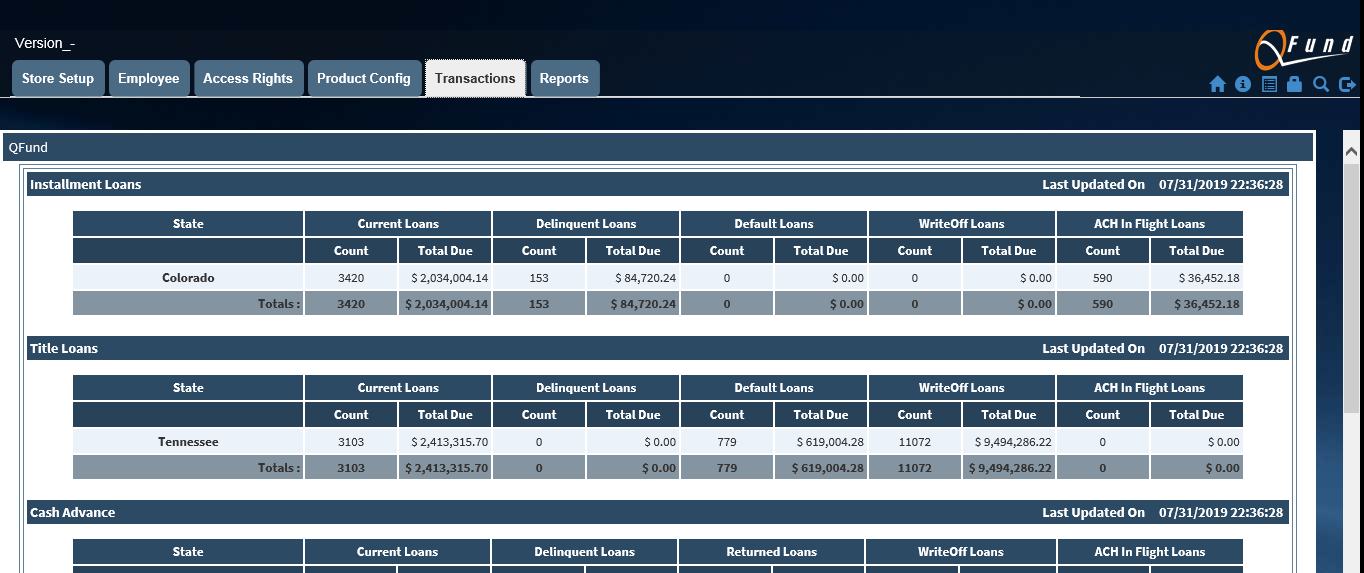 Version_-
QFund
Store Setup Employee Access Rights Product Config Transactions Reports
QFund
Installment Loans Last Updated On 07/31/2019 22:36:28
State Current Loans Delinquent Loans Default Loans WriteOff Loans ACH In Flight Loans
Count Total Due Count Total Due Count Total Due Count Total Due Count Total Due
Colorado 3420 $ 2,034,004.14 153 $ 84,720.24 0 $ 0.00 0 $ 0.00 590 $ 36,452.18
Totals : 3420 $ 2,034,004.14 153 $ 84,720.24 0 $ 0.00 0 $ 0.00 590 $ 36,452.18
Title Loans Last Updated On 07/31/2019 22:36:28
State Current Loans Delinquent Loans Default Loans WriteOff Loans ACH In Flight Loans
Count Total Due Count Total Due Count Total Due Count Total Due Count Total Due
Tennessee 3103 $ 2,413,315.70 0 $ 0.00 779 $ 619,004.28 11072 $ 9,494,286.22 0 $ 0.00
Totals : 3103 $ 2,413,315.70 0 $ 0.00 779 $ 619,004.28 11072 $ 9,494,286.22 0 $ 0.00
Cash Advance Last Updated On 07/31/2019 22:36:28
State Current Loans Delinquent Loans Returned Loans WriteOff Loans ACH In Flight Loans